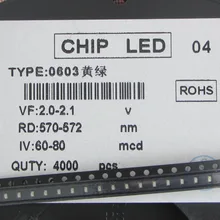 CHIP LED 04
TYPE:0603黄绿
ROHS
VF:2.0-2.1 v
RD:570-572 nm
IV:60-80 mcd
QUTY: 4000 pcs